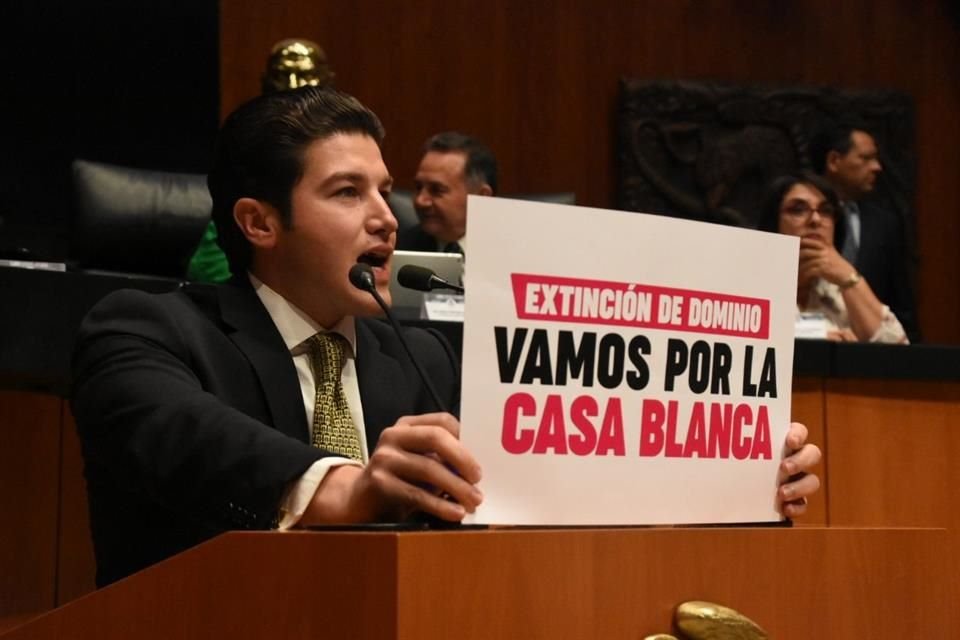 EXTINCIÓN DE DOMINIO
VAMOS POR LA
CASA BLANCA